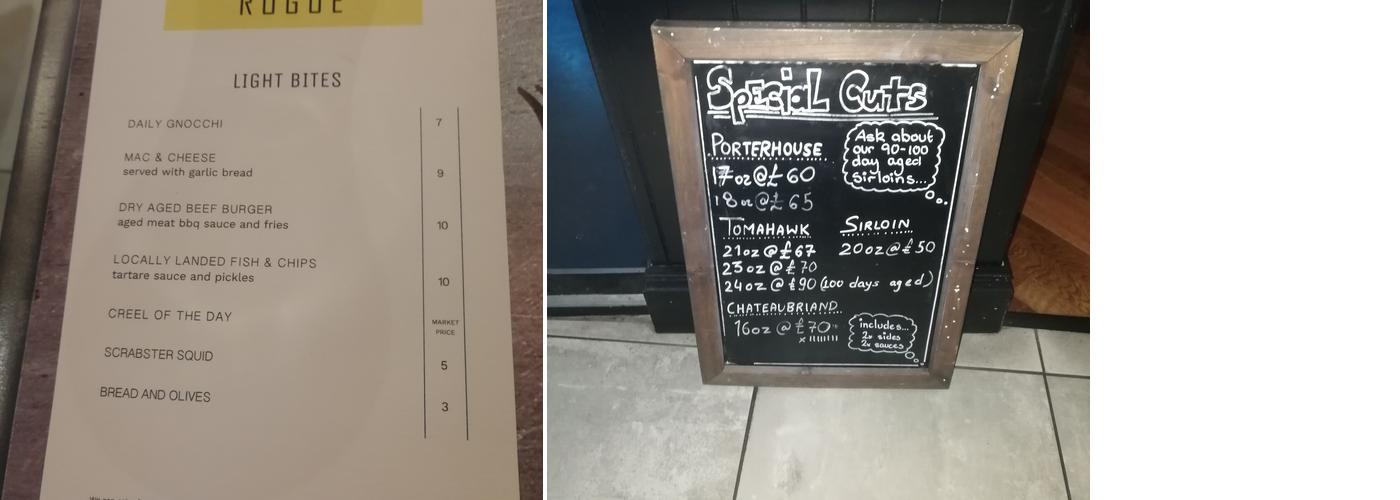 ROGUE
LIGHT BITES
DAILY GNOCCHI 7
MAC & CHEESE
served with garlic bread 9
DRY AGED BEEF BURGER
aged meat bbq sauce and fries 10
LOCALLY LANDED FISH & CHIPS
tartare sauce and pickles 10
CREEL OF THE DAY MARKET PRICE
SCRABSTER SQUID 5
BREAD AND OLIVES 3
SPECiaL Cuts
PORTERHOUSE
17oz @ £60
18oz @ £65
Ask about
our 90-100
day aged
Sirloins...
TOMAHAWK
21oz @ £67
23oz @ £70
24oz @ £90 (100 days aged)
SIRLOIN
20oz @ £50
CHATEAUBRIAND
16oz @ £70
includes...
2x sides
2x sauces